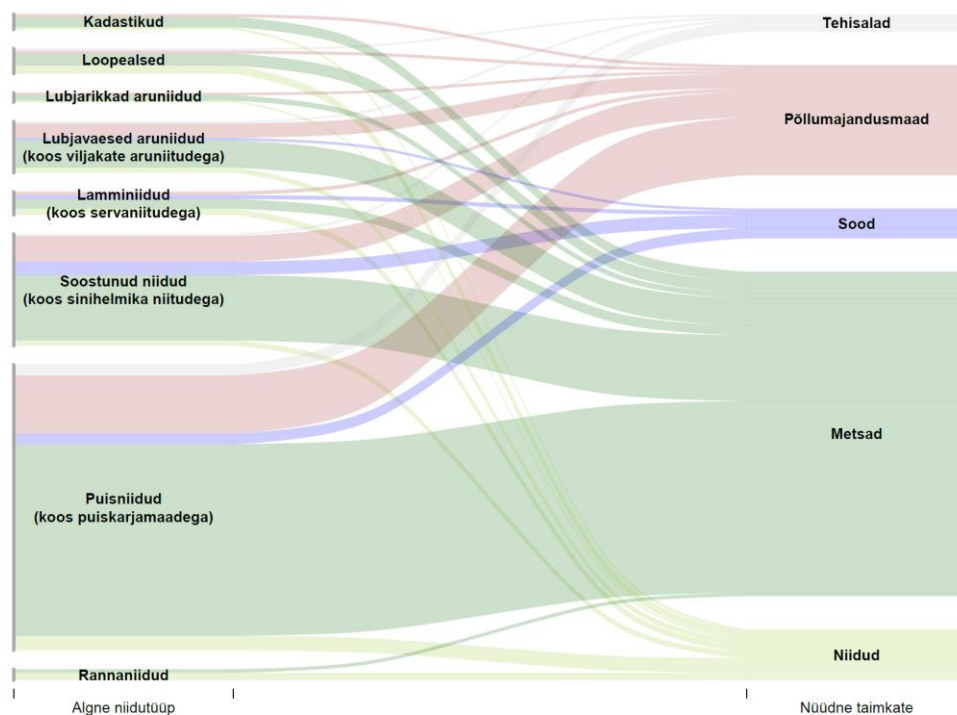 Kadastikud
Loopealsed
Lubjarikkad aruniidud
Lubjavaesed aruniidud
(koos viljakate aruniitudega)
Lamminiidud
(koos servaniitudega)
Soostunud niidud
(koos sinihelmika niitudega)
Puisniidud
(koos puiskarjamaadega)
Rannaniidud
Algne niidutüüp
Tehisalad
Põllumajandusmaad
Sood
Metsad
Niidud
Nüüdne taimkate